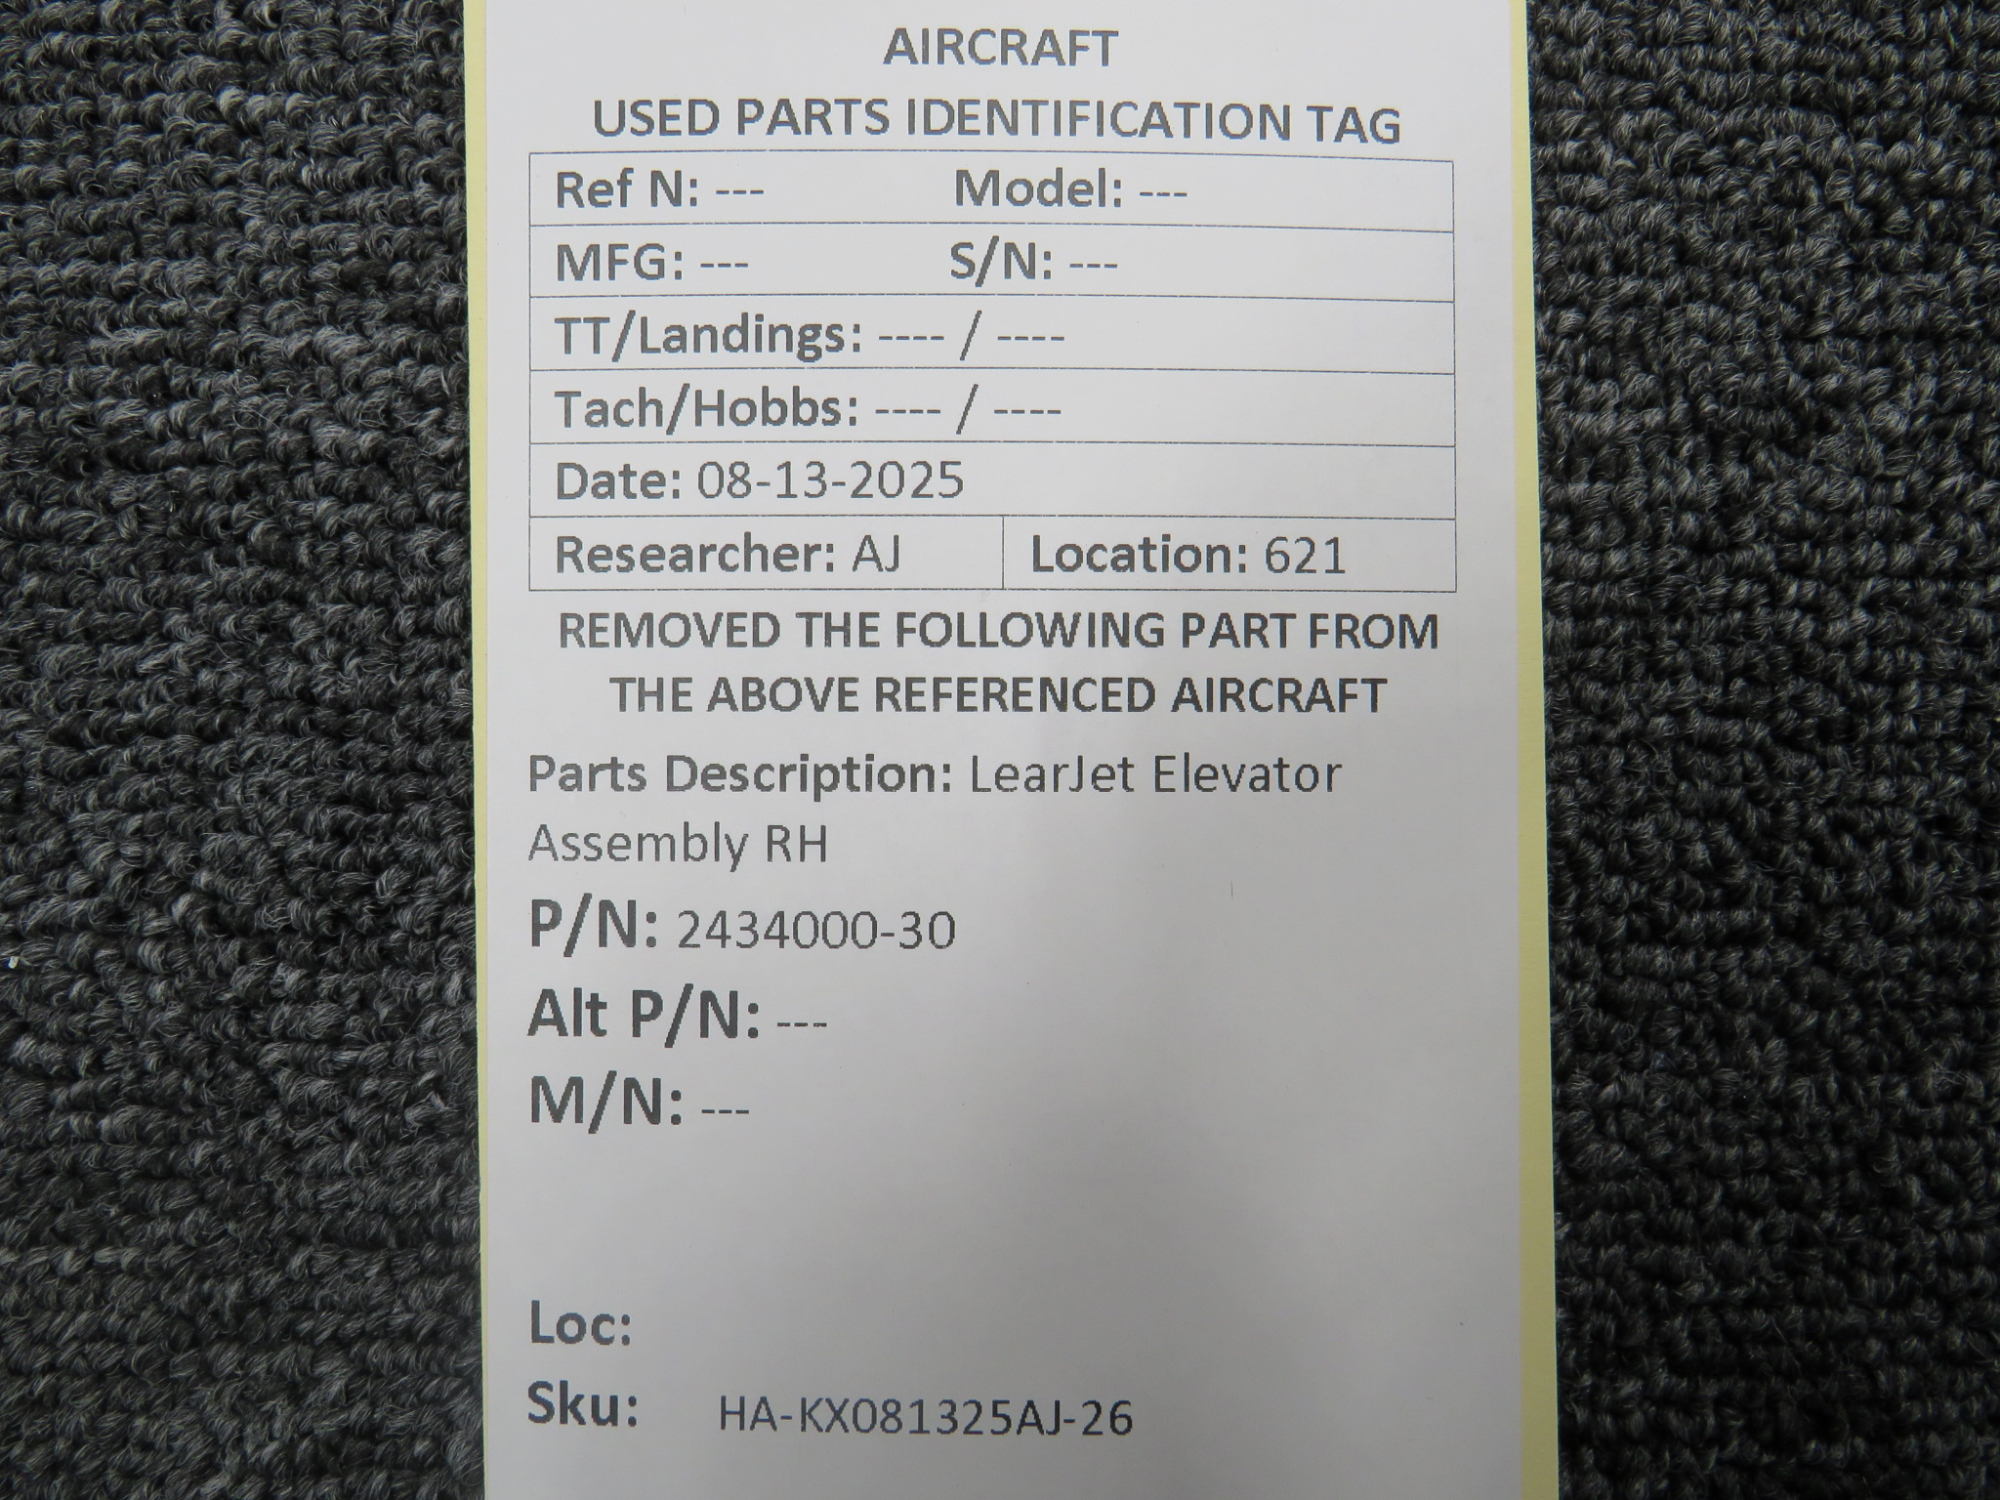 AIRCRAFT
USED PARTS IDENTIFICATION TAG
Ref N: --- Model: ---
MFG: --- S/N: ---
TT/Landings: ---- / ----
Tach/Hobbs: ---- / ----
Date: 08-13-2025
Researcher: AJ Location: 621
REMOVED THE FOLLOWING PART FROM
THE ABOVE REFERENCED AIRCRAFT
Parts Description: LearJet Elevator
Assembly RH
P/N: 2434000-30
Alt P/N: ---
M/N: ---
Loc:
Sku: HA-KX081325AJ-26